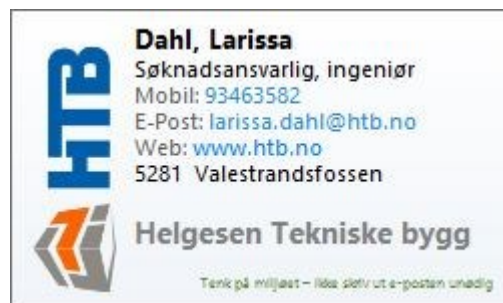 HTB
Dahl, Larissa
Søknadsansvarlig, ingeniør
Mobil: 93463582
E-Post: larissa.dahl@htb.no
Web: www.htb.no
5281 Valestrandsfossen
Helgesen Tekniske bygg
Tenk på miljøet – ikke skriv ut e-posten unødig